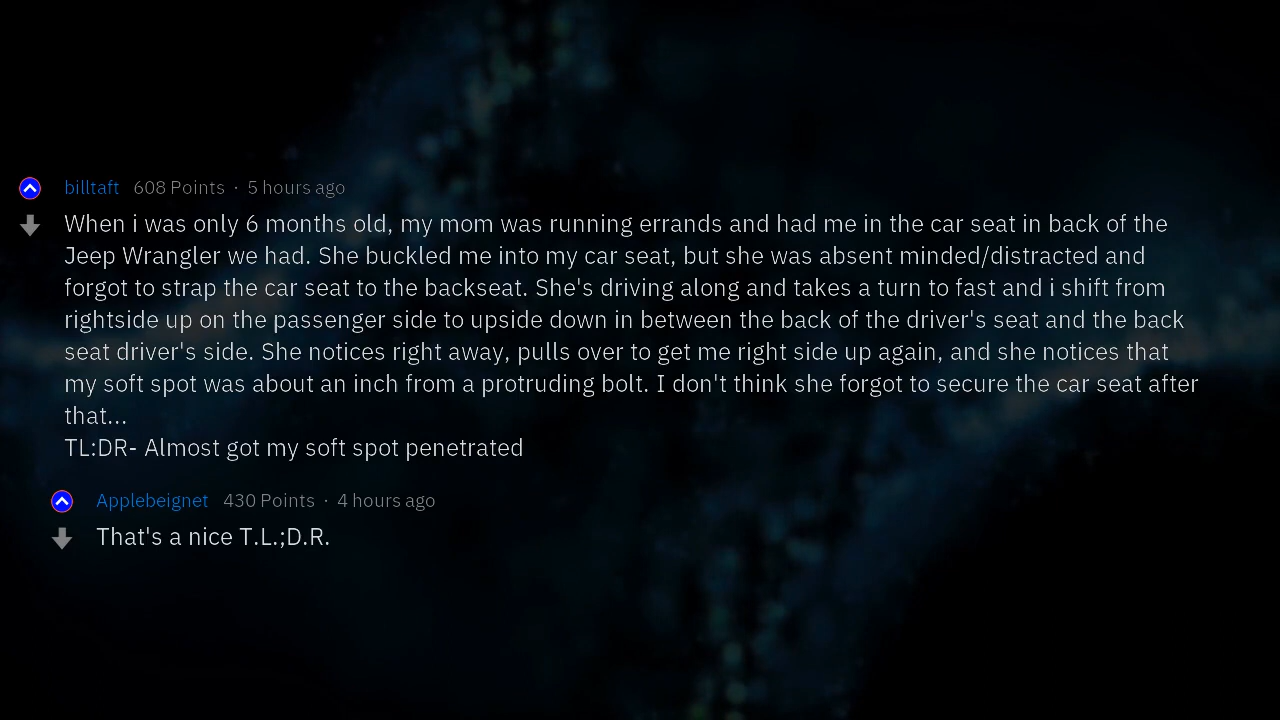 billtaft 608 Points · 5 hours ago
When i was only 6 months old, my mom was running errands and had me in the car seat in back of the
Jeep Wrangler we had. She buckled me into my car seat, but she was absent minded/distracted and
forgot to strap the car seat to the backseat. She's driving along and takes a turn to fast and i shift from
rightside up on the passenger side to upside down in between the back of the driver's seat and the back
seat driver's side. She notices right away, pulls over to get me right side up again, and she notices that
my soft spot was about an inch from a protruding bolt. I don't think she forgot to secure the car seat after
that...
TL:DR- Almost got my soft spot penetrated
Applebeignet 430 Points · 4 hours ago
That's a nice T.L.;D.R.